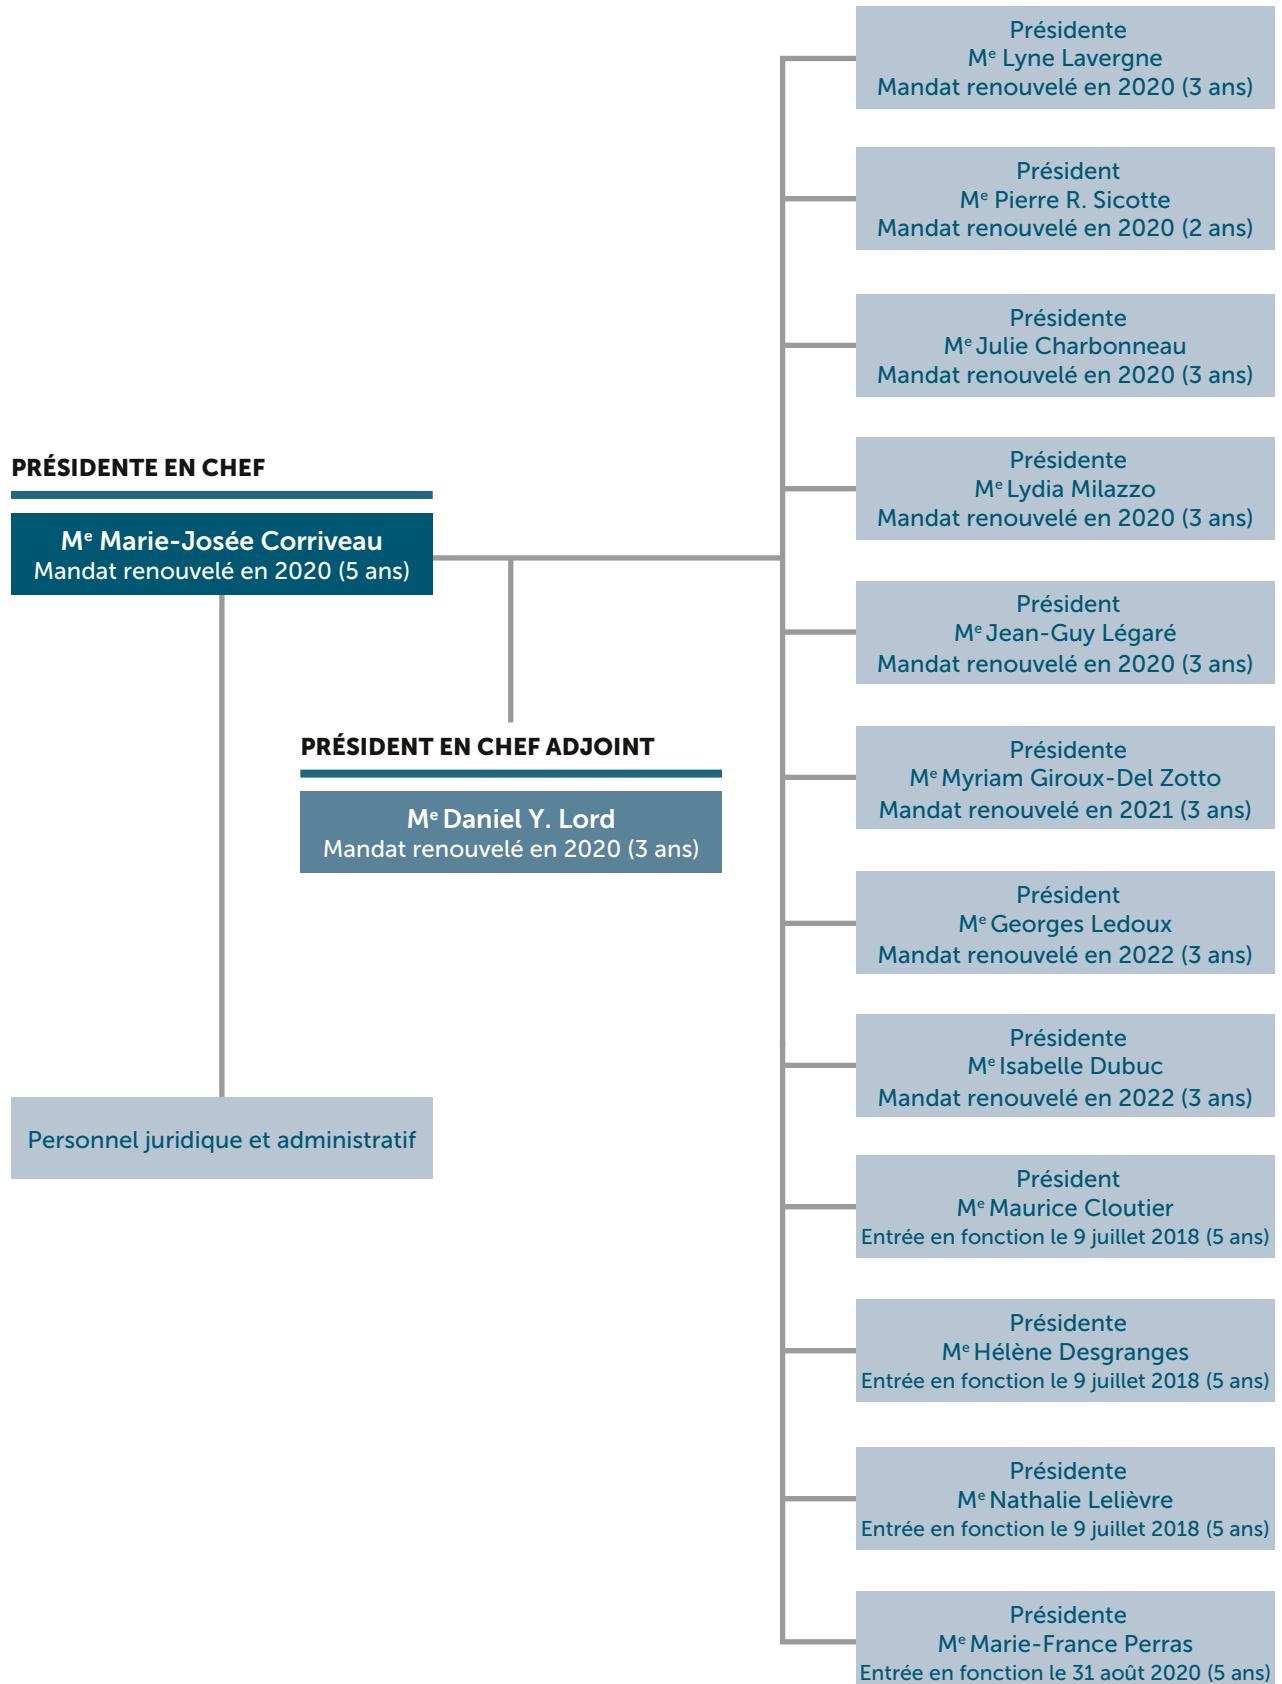 PRÉSIDENTE EN CHEF
Mᵉ Marie-Josée Corriveau
Mandat renouvelé en 2020 (5 ans)
Personnel juridique et administratif
PRÉSIDENT EN CHEF ADJOINT
Mᵉ Daniel Y. Lord
Mandat renouvelé en 2020 (3 ans)
Présidente
Mᵉ Lyne Lavergne
Mandat renouvelé en 2020 (3 ans)
Président
Mᵉ Pierre R. Sicotte
Mandat renouvelé en 2020 (2 ans)
Présidente
Mᵉ Julie Charbonneau
Mandat renouvelé en 2020 (3 ans)
Présidente
Mᵉ Lydia Milazzo
Mandat renouvelé en 2020 (3 ans)
Président
Mᵉ Jean-Guy Légaré
Mandat renouvelé en 2020 (3 ans)
Présidente
Mᵉ Myriam Giroux-Del Zotto
Mandat renouvelé en 2021 (3 ans)
Président
Mᵉ Georges Ledoux
Mandat renouvelé en 2022 (3 ans)
Présidente
Mᵉ Isabelle Dubuc
Mandat renouvelé en 2022 (3 ans)
Président
Mᵉ Maurice Cloutier
Entrée en fonction le 9 juillet 2018 (5 ans)
Présidente
Mᵉ Hélène Desgranges
Entrée en fonction le 9 juillet 2018 (5 ans)
Présidente
Mᵉ Nathalie Lelièvre
Entrée en fonction le 9 juillet 2018 (5 ans)
Présidente
Mᵉ Marie-France Perras
Entrée en fonction le 31 août 2020 (5 ans)